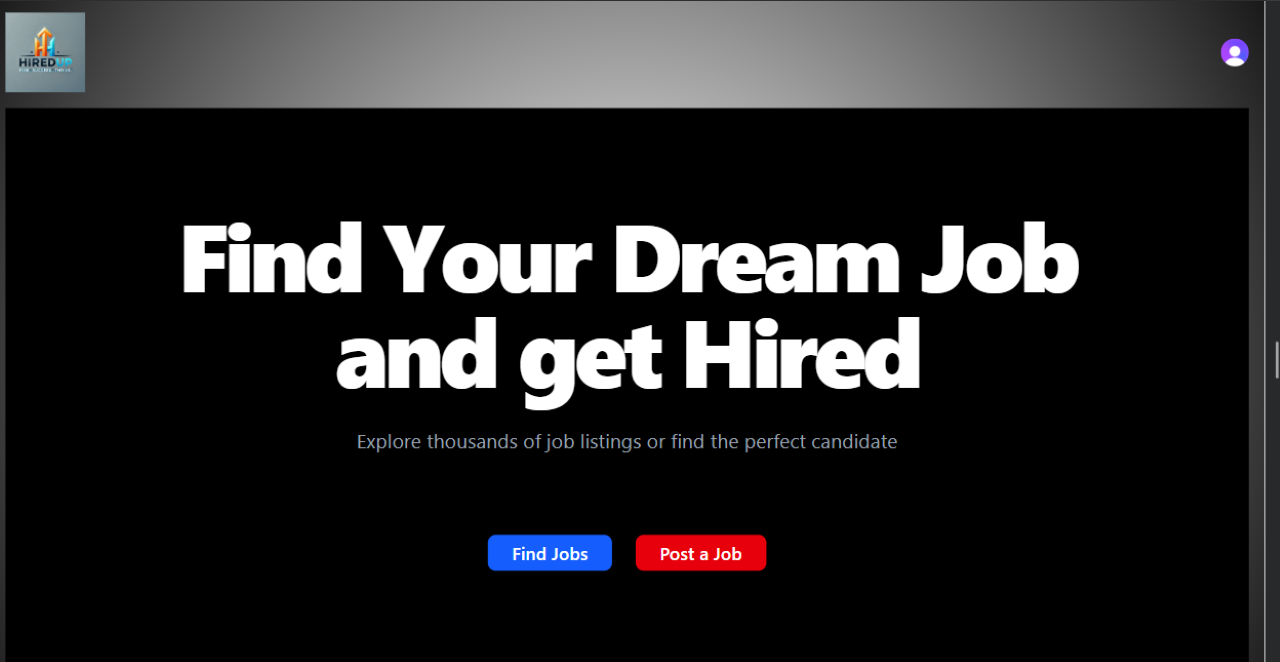 HIREDUP
Find Your Dream Job
and get Hired
Explore thousands of job listings or find the perfect candidate
Find Jobs
Post a Job